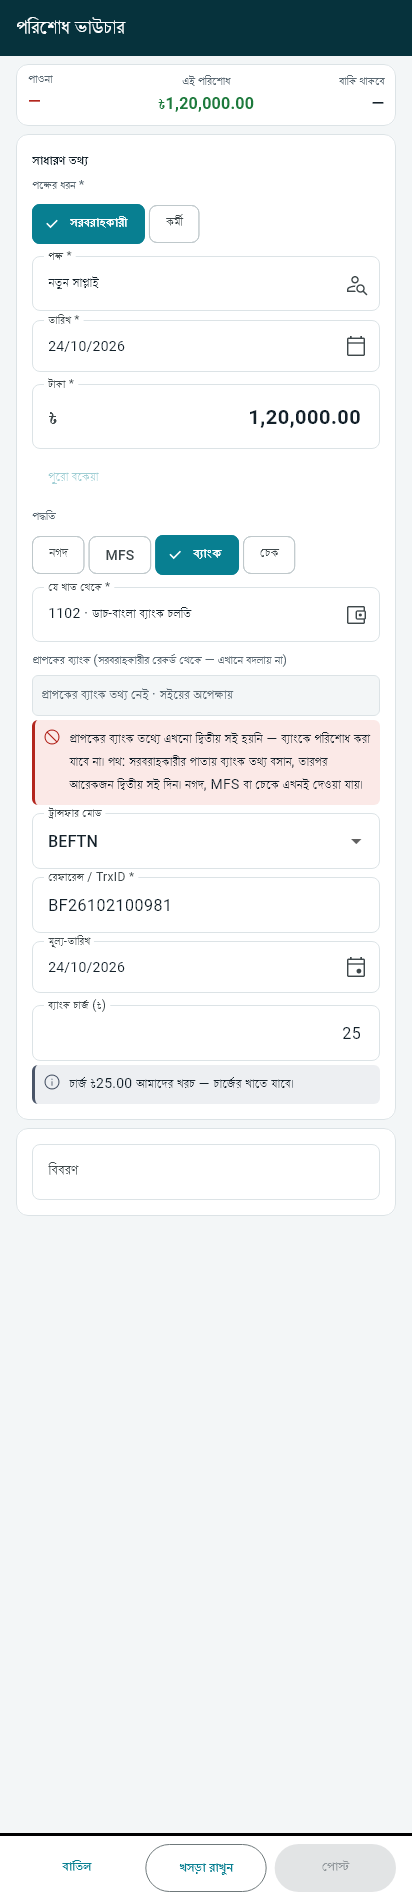 পরিশোধ ভাউচার
পাওনা
এই পরিশোধ
বাকি থাকবে
—
৳1,20,000.00
—
সাধারণ তথ্য
পক্ষের ধরন *
সরবরাহকারী
কর্মী
পক্ষ *
নতুন সাপ্লাই
তারিখ *
24/10/2026
টাকা *
৳
1,20,000.00
পুরো বকেয়া
পদ্ধতি
নগদ
MFS
ব্যাংক
চেক
যে খাত থেকে *
1102 · ডাচ-বাংলা ব্যাংক চলতি
প্রাপকের ব্যাংক (সরবরাহকারীর রেকর্ড থেকে — এখানে বদলায় না)
প্রাপকের ব্যাংক তথ্য নেই · সইয়ের অপেক্ষায়
প্রাপকের ব্যাংক তথ্যে এখনো দ্বিতীয় সই হয়নি — ব্যাংকে পরিশোধ করা
যাবে না। পথ: সরবরাহকারীর পাতায় ব্যাংক তথ্য বসান, তারপর
আরেকজন দ্বিতীয় সই দিন। নগদ, MFS বা চেকে এখনই দেওয়া যায়।
ট্রান্সফার মোড
BEFTN
রেফারেন্স / TrxID *
BF26102100981
মূল্য-তারিখ
24/10/2026
ব্যাংক চার্জ (৳)
25
চার্জ ৳25.00 আমাদের খরচ — চার্জের খাতে যাবে।
বিবরণ
বাতিল
খসড়া রাখুন
পোস্ট